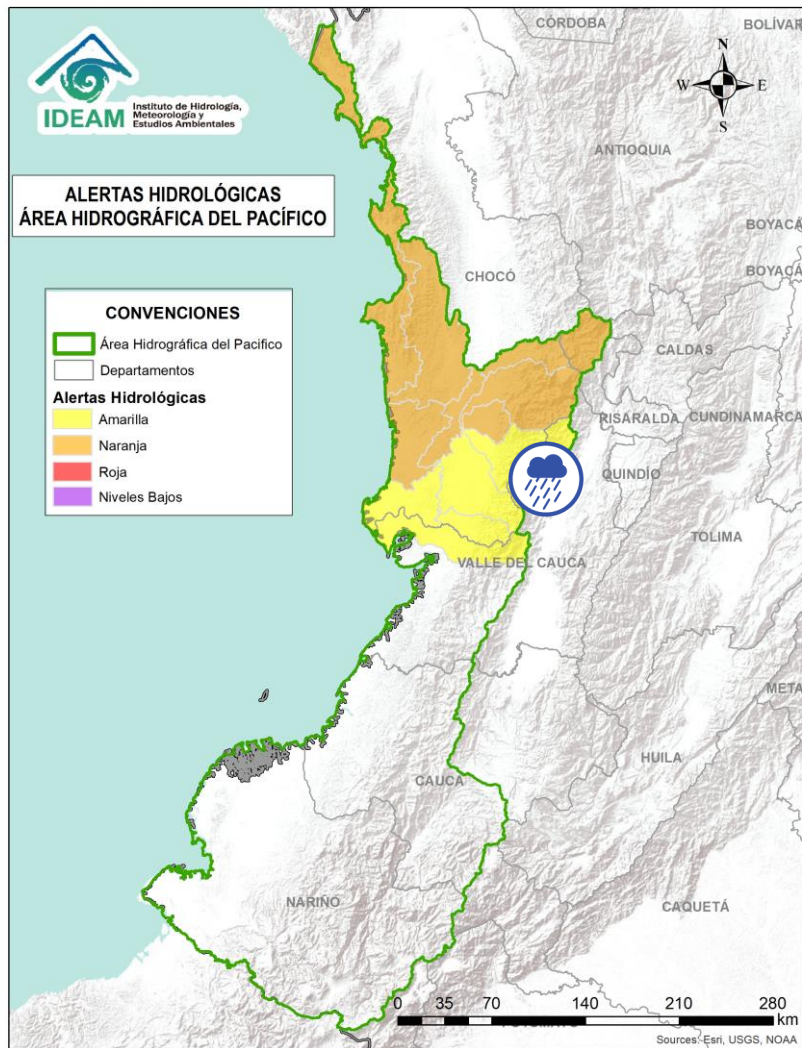 IDEAM
Instituto de Hidrología,
Meteorología y
Estudios Ambientales
ALERTAS HIDROLÓGICAS
ÁREA HIDROGRÁFICA DEL PACÍFICO
CONVENCIONES
Área Hidrográfica del Pacifico
Departamentos
Alertas Hidrológicas
Amarilla
Naranja
Roja
Niveles Bajos
N
W
E
S
CÓRDOBA
BOLÍVAR
ANTIOQUIA
BOYACÁ
BOYACÁ
CHOCÓ
CALDAS
RISARALDA
CUNDINAMARCA
QUINDÍO
TOLIMA
VALLE DEL CAUCA
META
HUILA
CAUCA
NARIÑO
CAQUETÁ
0 35 70 140 210 280
km
Sources: Esri, USGS, NOAA